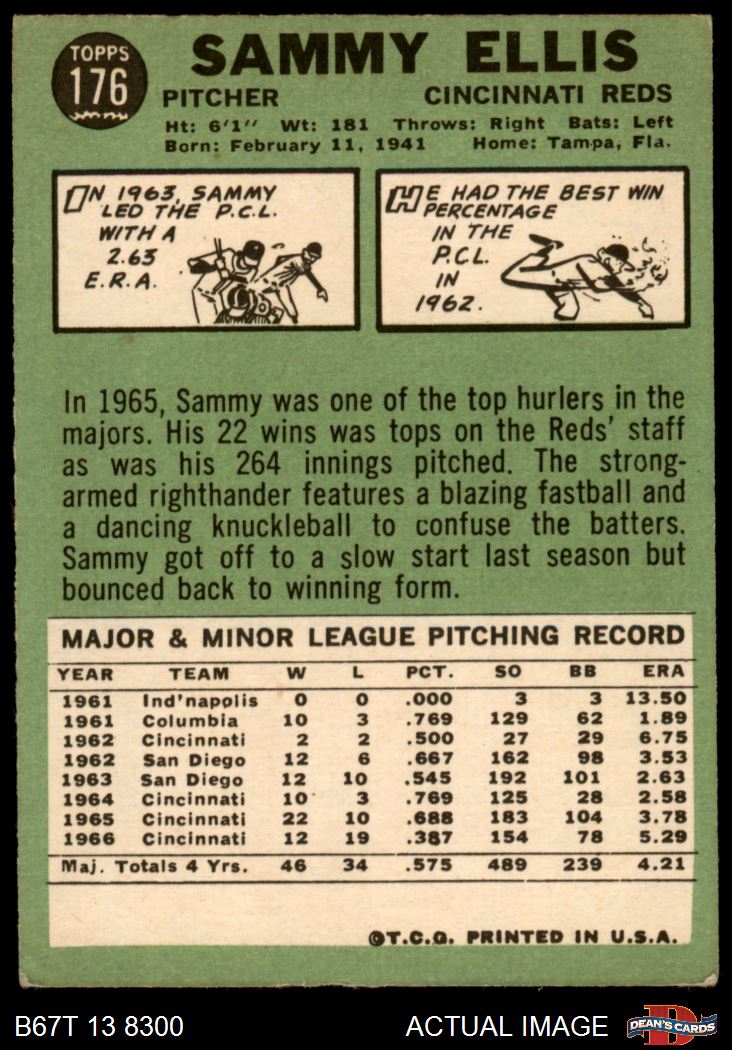 TOPPS
176
SAMMY ELLIS
PITCHER CINCINNATI REDS
Ht: 6'1" Wt: 181 Throws: Right Bats: Left
Born: February 11, 1941 Home: Tampa, Fla.
IN 1963, SAMMY
LED THE P.C.L.
WITH A
2.63
E.R.A.
HE HAD THE BEST WIN
PERCENTAGE
IN THE
P.C.L.
IN
1962.
In 1965, Sammy was one of the top hurlers in the
majors. His 22 wins was tops on the Reds' staff
as was his 264 innings pitched. The strong-
armed righthander features a blazing fastball and
a dancing knuckleball to confuse the batters.
Sammy got off to a slow start last season but
bounced back to winning form.
MAJOR & MINOR LEAGUE PITCHING RECORD
YEAR TEAM W L PCT. SO BB ERA
1961 Ind'napolis 0 0 .000 3 3 13.50
1961 Columbia 10 3 .769 129 62 1.89
1962 Cincinnati 2 2 .500 27 29 6.75
1962 San Diego 12 6 .667 162 98 3.53
1963 San Diego 12 10 .545 192 101 2.63
1964 Cincinnati 10 3 .769 125 28 2.58
1965 Cincinnati 22 10 .688 183 104 3.78
1966 Cincinnati 12 19 .387 154 78 5.29
Maj. Totals 4 Yrs. 46 34 .575 489 239 4.21
©T.C.G. PRINTED IN U.S.A.
B67T 13 8300 ACTUAL IMAGE
D
DEAN'S CARDS